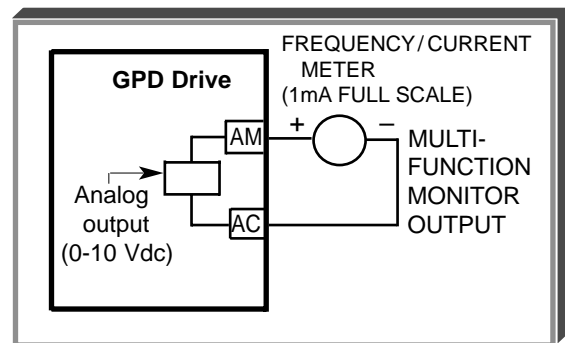 FREQUENCY/CURRENT
METER
(1mA FULL SCALE)
GPD Drive
AM
+
–
MULTI-
FUNCTION
MONITOR
OUTPUT
Analog
output
(0-10 Vdc)
AC